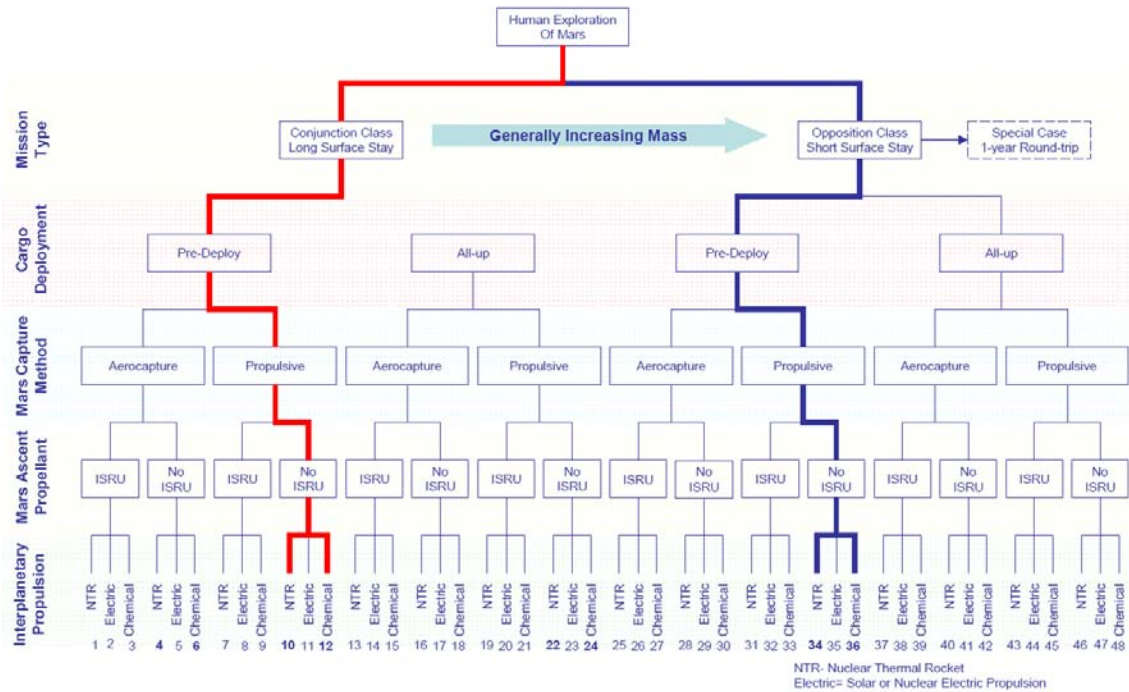 Human Exploration
Of Mars
Mission
Type
Conjunction Class
Long Surface Stay
Generally Increasing Mass
Opposition Class
Short Surface Stay
Special Case
1-year Round-trip
Cargo
Deployment
Pre-Deploy
All-up
Pre-Deploy
All-up
Mars Capture
Method
Aerocapture
Propulsive
Aerocapture
Propulsive
Aerocapture
Propulsive
Aerocapture
Propulsive
Mars Ascent
Propellant
ISRU
No
ISRU
ISRU
No
ISRU
ISRU
No
ISRU
ISRU
No
ISRU
ISRU
No
ISRU
ISRU
No
ISRU
ISRU
No
ISRU
ISRU
No
ISRU
Interplanetary
Propulsion
NTR
Electric
Chemical
NTR
Electric
Chemical
NTR
Electric
Chemical
NTR
Electric
Chemical
NTR
Electric
Chemical
NTR
Electric
Chemical
NTR
Electric
Chemical
NTR
Electric
Chemical
NTR
Electric
Chemical
NTR
Electric
Chemical
NTR
Electric
Chemical
NTR
Electric
Chemical
NTR
Electric
Chemical
NTR
Electric
Chemical
NTR
Electric
Chemical
NTR
Electric
Chemical
1 2 3 4 5 6 7 8 9 10 11 12 13 14 15 16 17 18 19 20 21 22 23 24 25 26 27 28 29 30 31 32 33 34 35 36 37 38 39 40 41 42 43 44 45 46 47 48
NTR- Nuclear Thermal Rocket
Electric= Solar or Nuclear Electric Propulsion